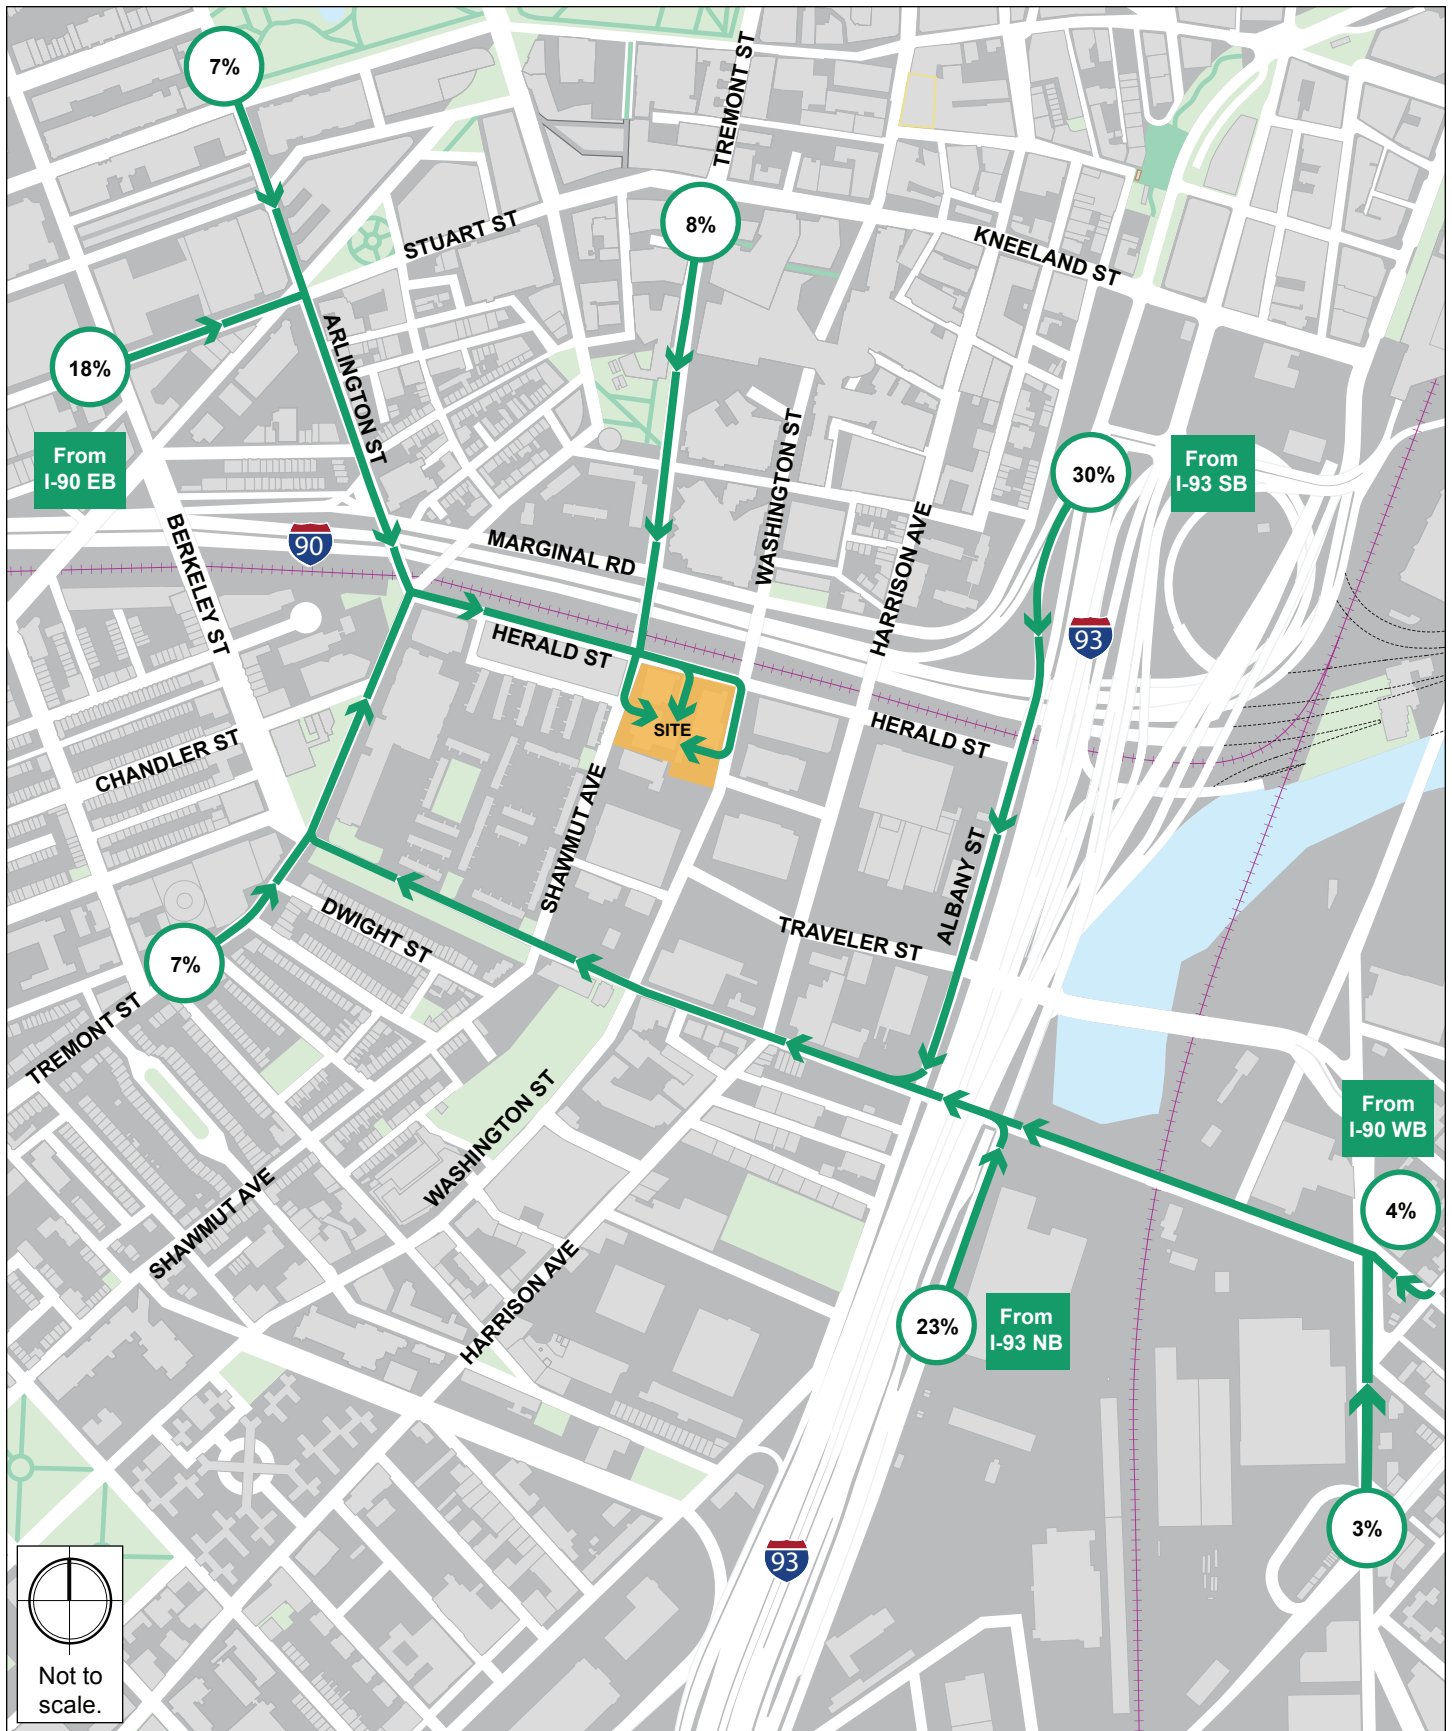 7%
TREMONT ST
8%
STUART ST
KNEELAND ST
18%
ARLINGTON ST
From
I-90 EB
WASHINGTON ST
30%
From
I-93 SB
BERKELEY ST
90
MARGINAL RD
HARRISON AVE
93
HERALD ST
SITE
HERALD ST
CHANDLER ST
SHAWMUT AVE
ALBANY ST
DWIGHT ST
TRAVELER ST
7%
TREMONT ST
From
I-90 WB
WASHINGTON ST
4%
SHAWMUT AVE
HARRISON AVE
23%
From
I-93 NB
3%
93
Not to
scale.